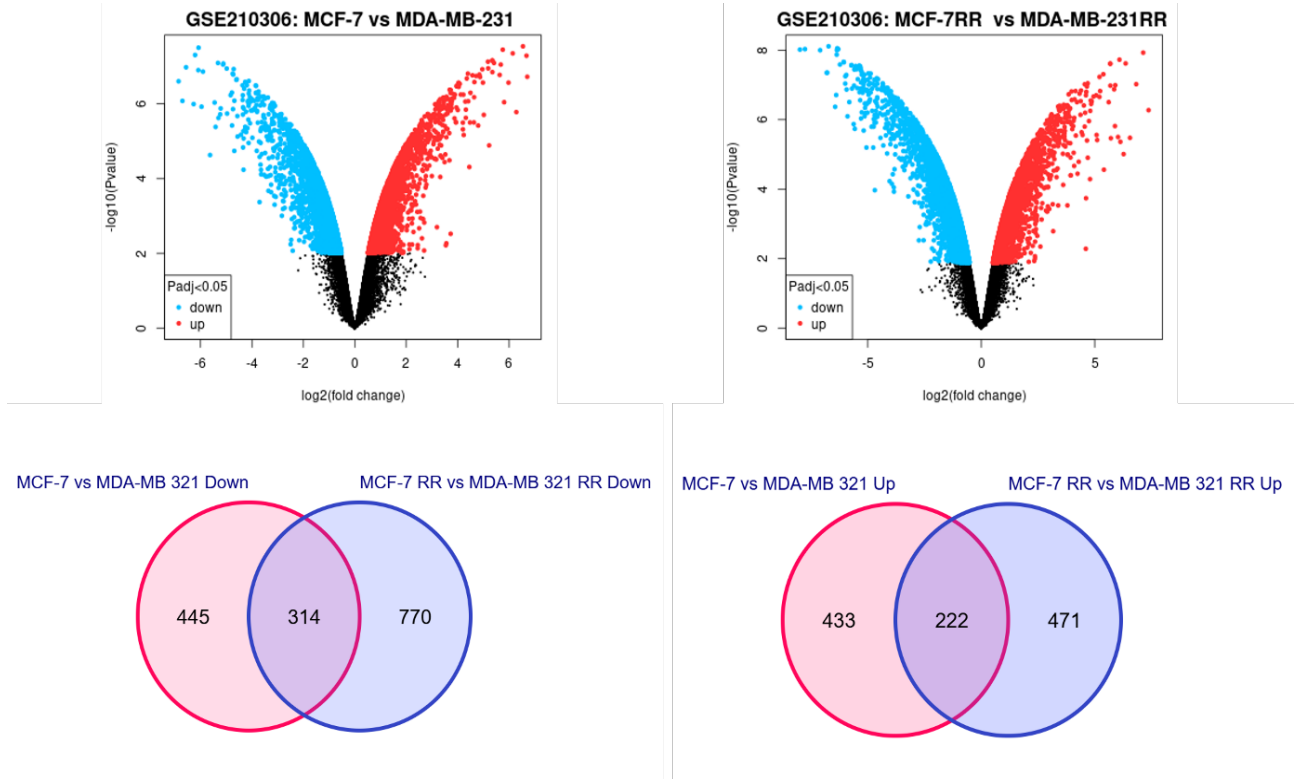 GSE210306: MCF-7 vs MDA-MB-231
-log10(Pvalue)
6
4
2
0
Padj<0.05
down
up
-6
-4
-2
0
2
4
6
log2(fold change)
GSE210306: MCF-7RR vs MDA-MB-231RR
-log10(Pvalue)
8
6
4
2
0
Padj<0.05
down
up
-5
0
5
log2(fold change)
MCF-7 vs MDA-MB 321 Down
MCF-7 RR vs MDA-MB 321 RR Down
445
314
770
MCF-7 vs MDA-MB 321 Up
MCF-7 RR vs MDA-MB 321 RR Up
433
222
471